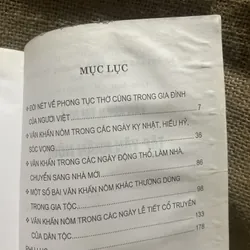 MỤC LỤC
• ĐÔI NÉT VỀ PHONG TỤC THỜ CÚNG TRONG GIA ĐÌNH
CỦA NGƯỜI VIỆT 7
• VĂN KHẤN NÔM TRONG CÁC NGÀY KỴ NHẬT, HIẾU HỶ,
SÓC VỌNG 36
• VĂN KHẤN NÔM TRONG CÁC NGÀY ĐỘNG THỔ, LÀM NHÀ,
CHUYỂN SANG NHÀ MỚI 88
• MỘT SỐ BÀI VĂN KHẤN NÔM KHÁC THƯỜNG DÙNG
TRONG GIA TỘC 98
• VĂN KHẤN NÔM TRONG CÁC NGÀY LỄ TIẾT CỔ TRUYỀN
CỦA DÂN TỘC 133
178